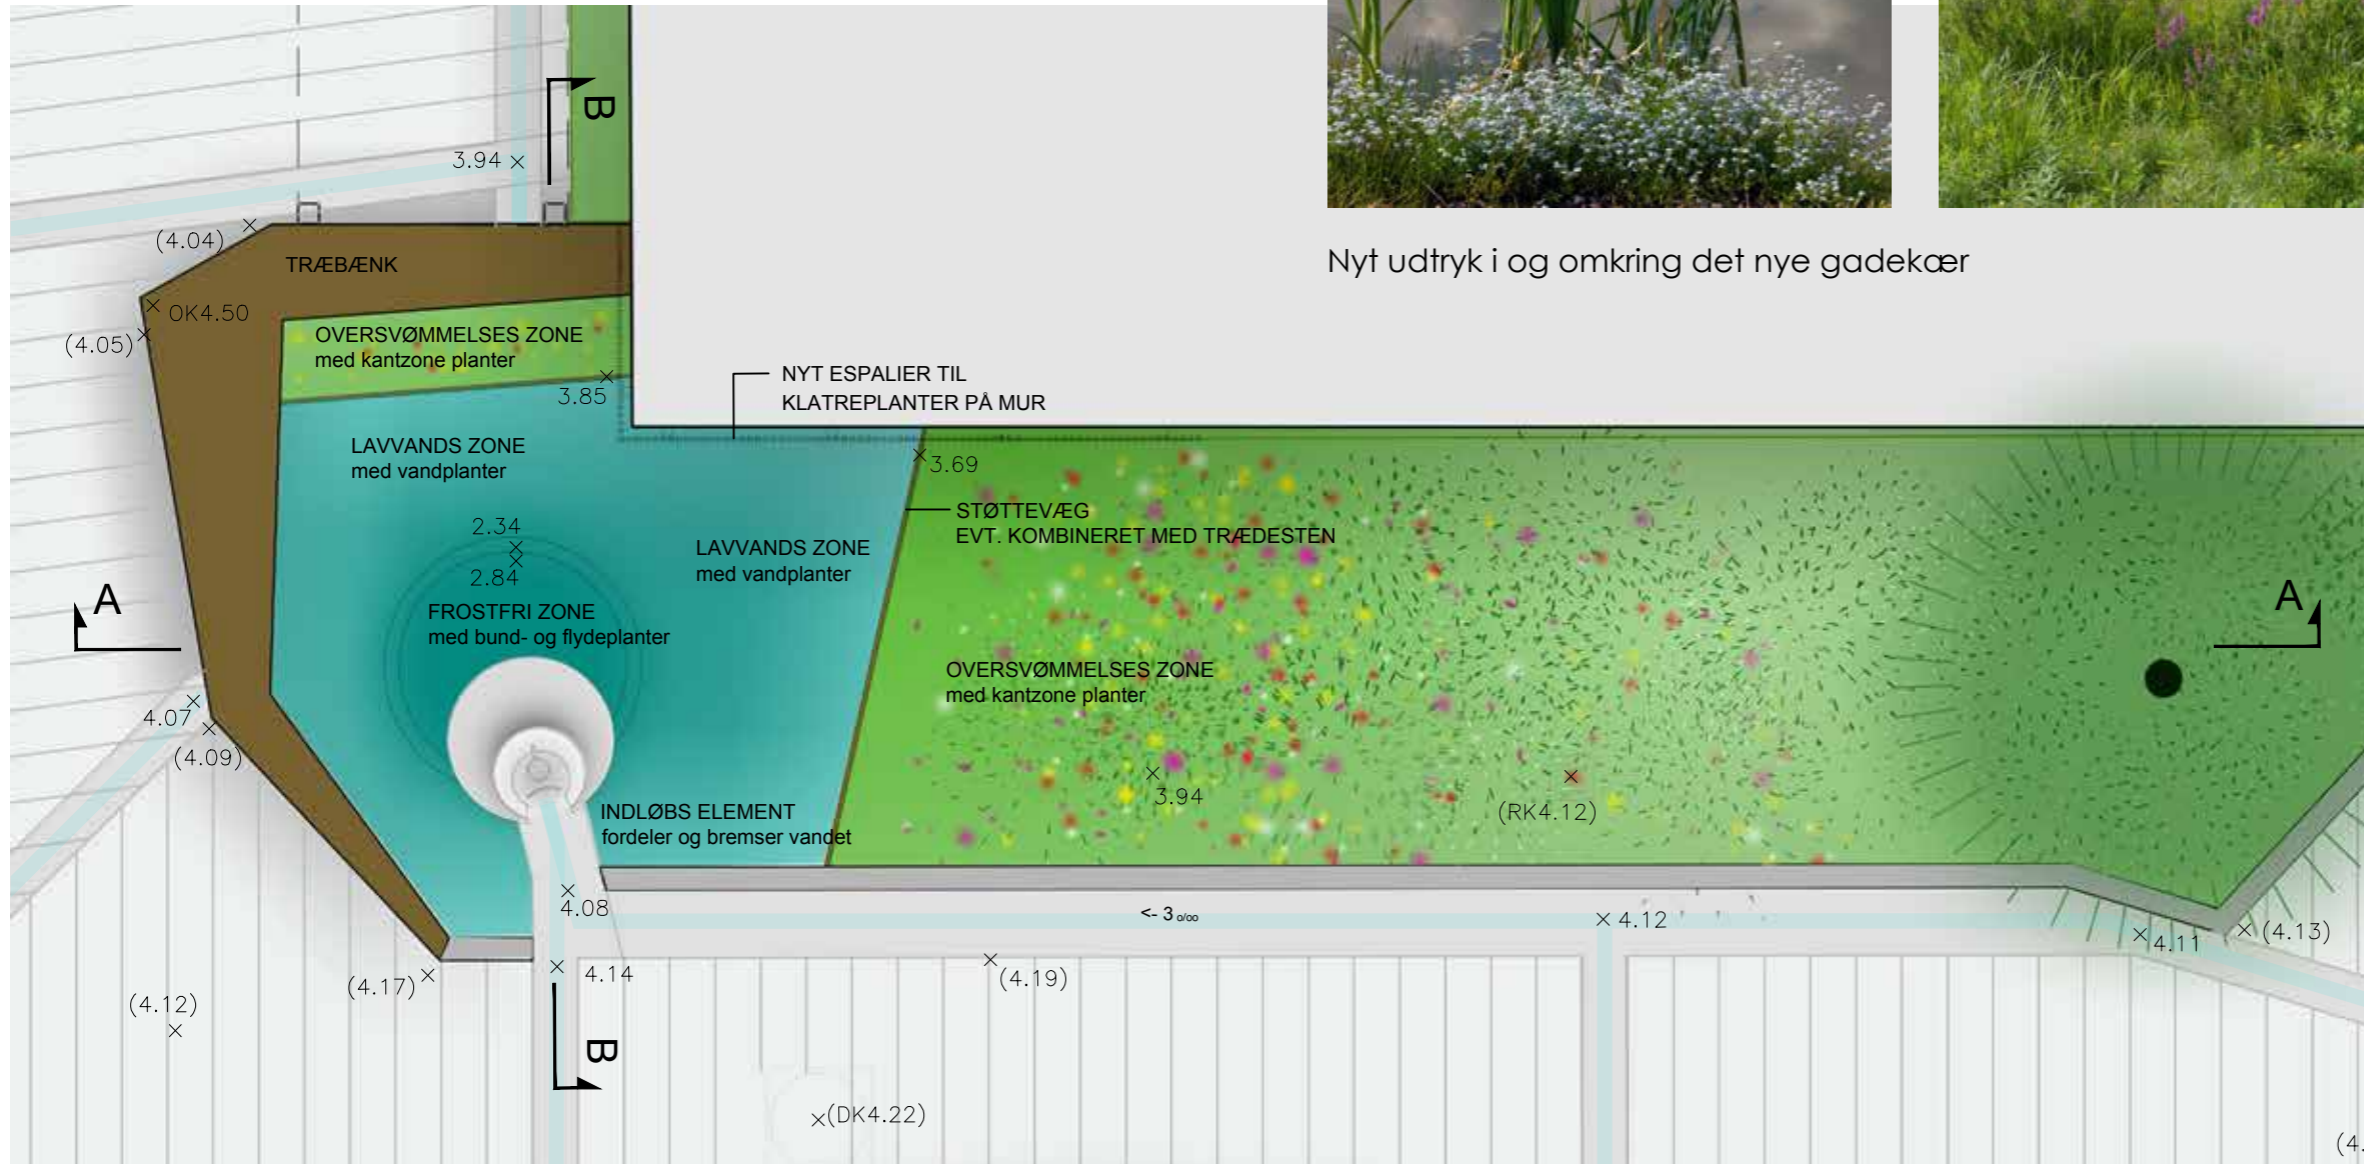 B
3.94
(4.04)
TRÆBÆNK
Nyt udtryk i og omkring det nye gadekær
OK4.50
(4.05)
OVERSVØMMELSES ZONE
med kantzone planter
3.85
NYT ESPALIER TIL
KLATREPLANTER PÅ MUR
LAVVANDS ZONE
med vandplanter
3.69
STØTTEVÆG
EVT. KOMBINERET MED TRÆDESTEN
2.34
2.84
LAVVANDS ZONE
med vandplanter
A
A
FROSTFRI ZONE
med bund- og flydeplanter
OVERSVØMMELSES ZONE
med kantzone planter
4.07
(4.09)
3.94
(RK4.12)
INDLØBS ELEMENT
fordeler og bremser vandet
4.08
<- 3 o/oo
4.12
4.11
(4.13)
4.14
(4.17)
(4.19)
(4.12)
B
(DK4.22)
(4.